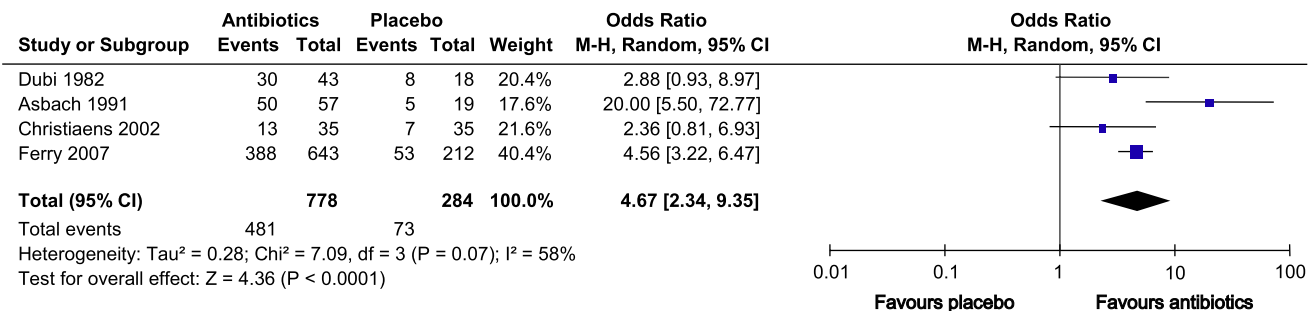 Antibiotics Placebo Odds Ratio Odds Ratio
Study or Subgroup Events Total Events Total Weight M-H, Random, 95% CI M-H, Random, 95% CI
Dubi 1982 30 43 8 18 20.4% 2.88 [0.93, 8.97]
Asbach 1991 50 57 5 19 17.6% 20.00 [5.50, 72.77]
Christiaens 2002 13 35 7 35 21.6% 2.36 [0.81, 6.93]
Ferry 2007 388 643 53 212 40.4% 4.56 [3.22, 6.47]
Total (95% CI) 778 284 100.0% 4.67 [2.34, 9.35]
Total events 481 73
Heterogeneity: Tau² = 0.28; Chi² = 7.09, df = 3 (P = 0.07); I² = 58%
Test for overall effect: Z = 4.36 (P < 0.0001)
0.01 0.1 1 10 100
Favours placebo Favours antibiotics